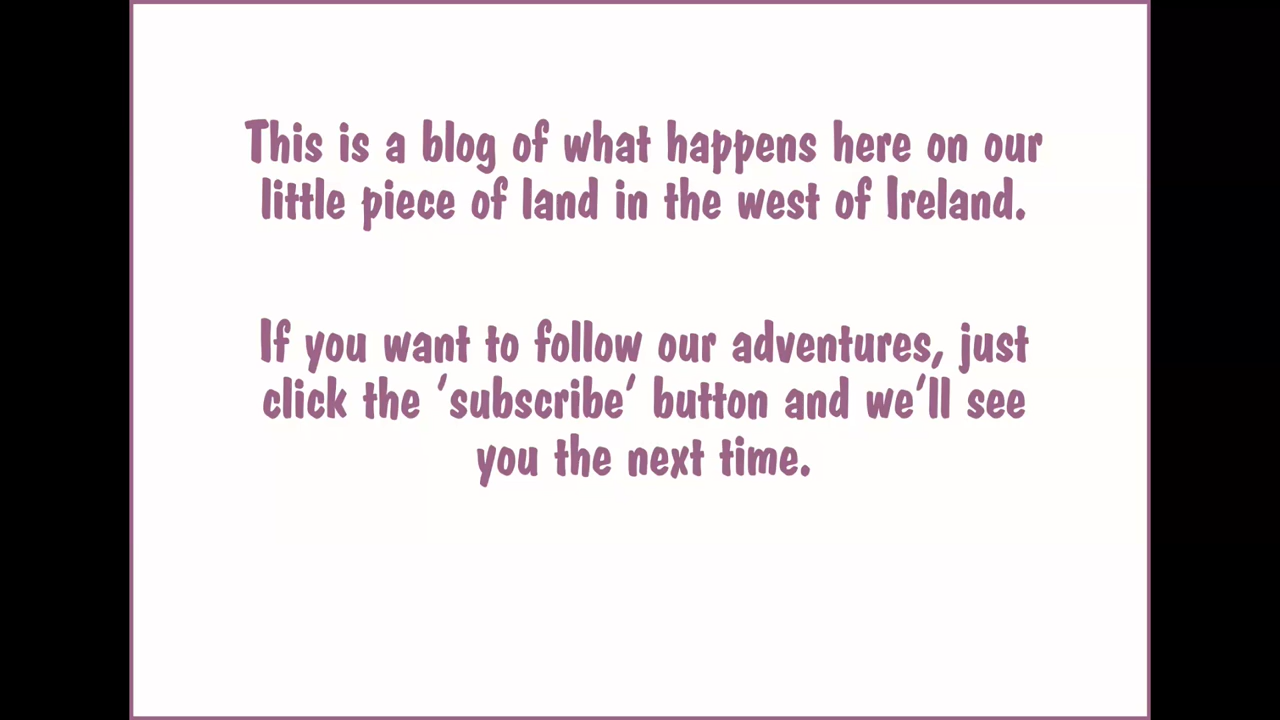 This is a blog of what happens here on our
little piece of land in the west of Ireland.
If you want to follow our adventures, just
click the ‘subscribe’ button and we’ll see
you the next time.